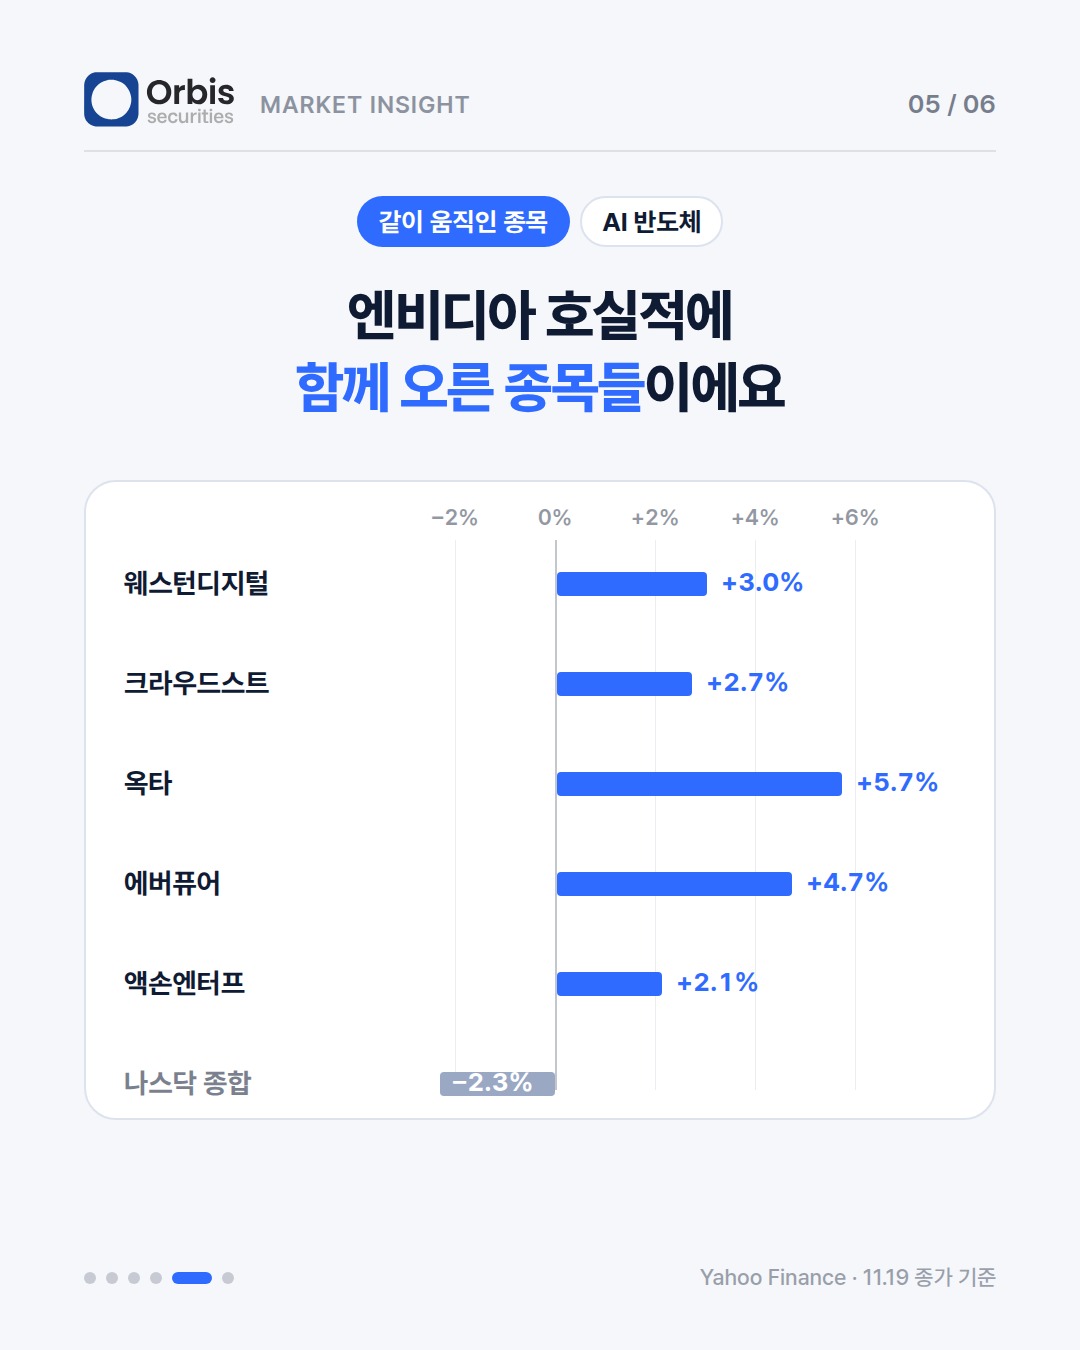 Orbis
securities
MARKET INSIGHT
05 / 06
같이 움직인 종목
AI 반도체
엔비디아 호실적에
함께 오른 종목들이에요
−2% 0% +2% +4% +6%
웨스턴디지털 +3.0%
크라우드스트 +2.7%
옥타 +5.7%
에버퓨어 +4.7%
액손엔터프 +2.1%
나스닥 종합 −2.3%
Yahoo Finance · 11.19 종가 기준